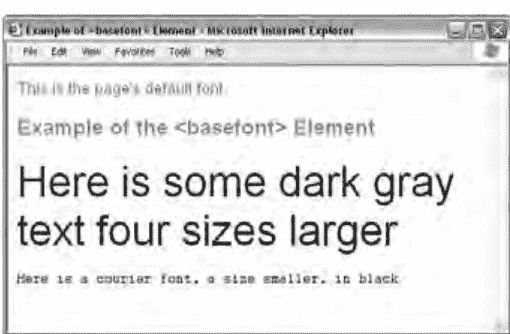 Example of <basefont> Element - Microsoft Internet Explorer
File Edit View Favorites Tools Help
This is the page's default font.
Example of the <basefont> Element
Here is some dark gray
text four sizes larger
Here is a courier font, a size smaller, in black